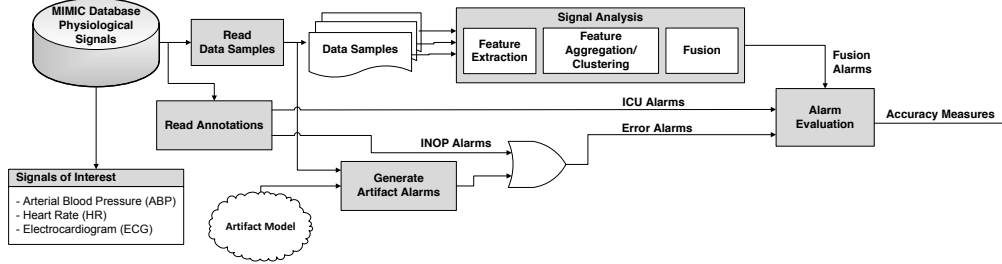 MIMIC Database
Physiological
Signals
Read
Data Samples
Data Samples
Signal Analysis
Feature
Extraction
Feature
Aggregation/
Clustering
Fusion
Fusion
Alarms
Read Annotations
ICU Alarms
Alarm
Evaluation
Accuracy Measures
INOP Alarms
Error Alarms
Generate
Artifact Alarms
Artifact Model
Signals of Interest
- Arterial Blood Pressure (ABP)
- Heart Rate (HR)
- Electrocardiogram (ECG)